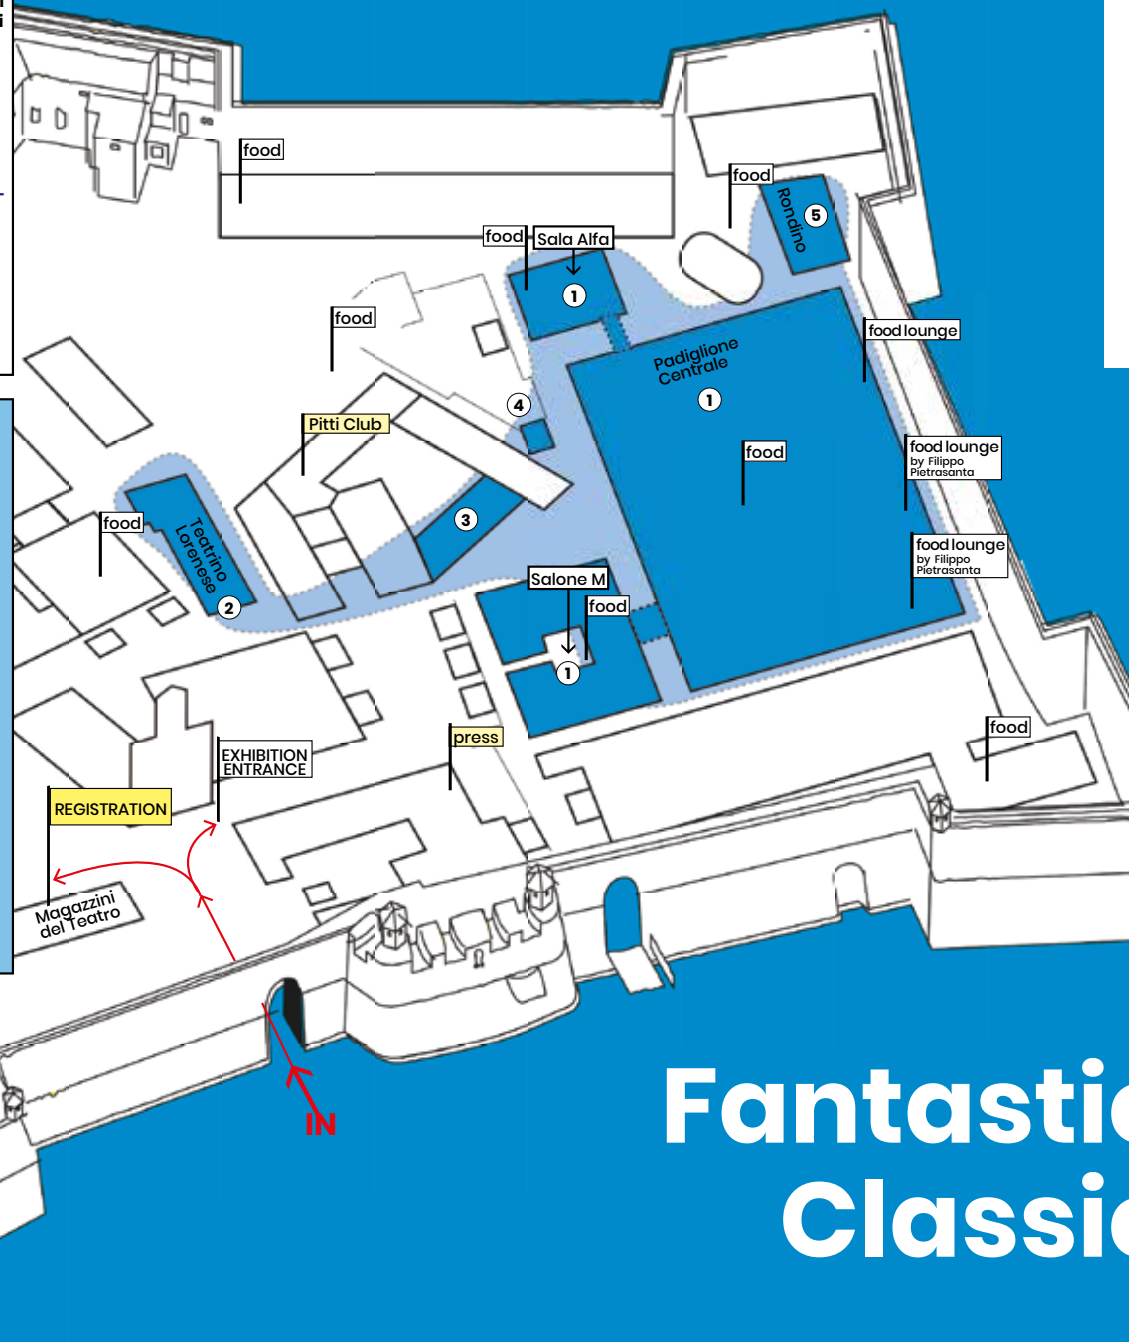 i
food
food
Rondino
5
food
Sala Alfa
1
food
food lounge
Padiglione
Centrale
1
4
Pitti Club
food
food lounge
by Filippo
Pietrasanta
food
Teatrino
Lorenese
2
3
food lounge
by Filippo
Pietrasanta
Salone M
food
1
press
food
EXHIBITION
ENTRANCE
REGISTRATION
Magazzini
del Teatro
IN
Fantastic
Classic